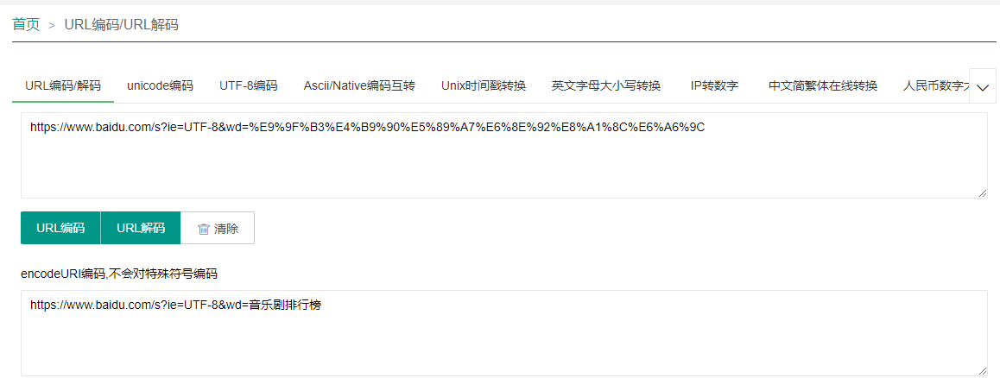 首页 > URL编码/URL解码
URL编码/解码 unicode编码 UTF-8编码 Ascii/Native编码互转 Unix时间戳转换 英文字母大小写转换 IP转数字 中文简繁体在线转换 人民币数字大
https://www.baidu.com/s?ie=UTF-8&wd=%E9%9F%B3%E4%B9%90%E5%89%A7%E6%8E%92%E8%A1%8C%E6%A6%9C
URL编码 URL解码 清除
encodeURI编码,不会对特殊符号编码
https://www.baidu.com/s?ie=UTF-8&wd=音乐剧排行榜